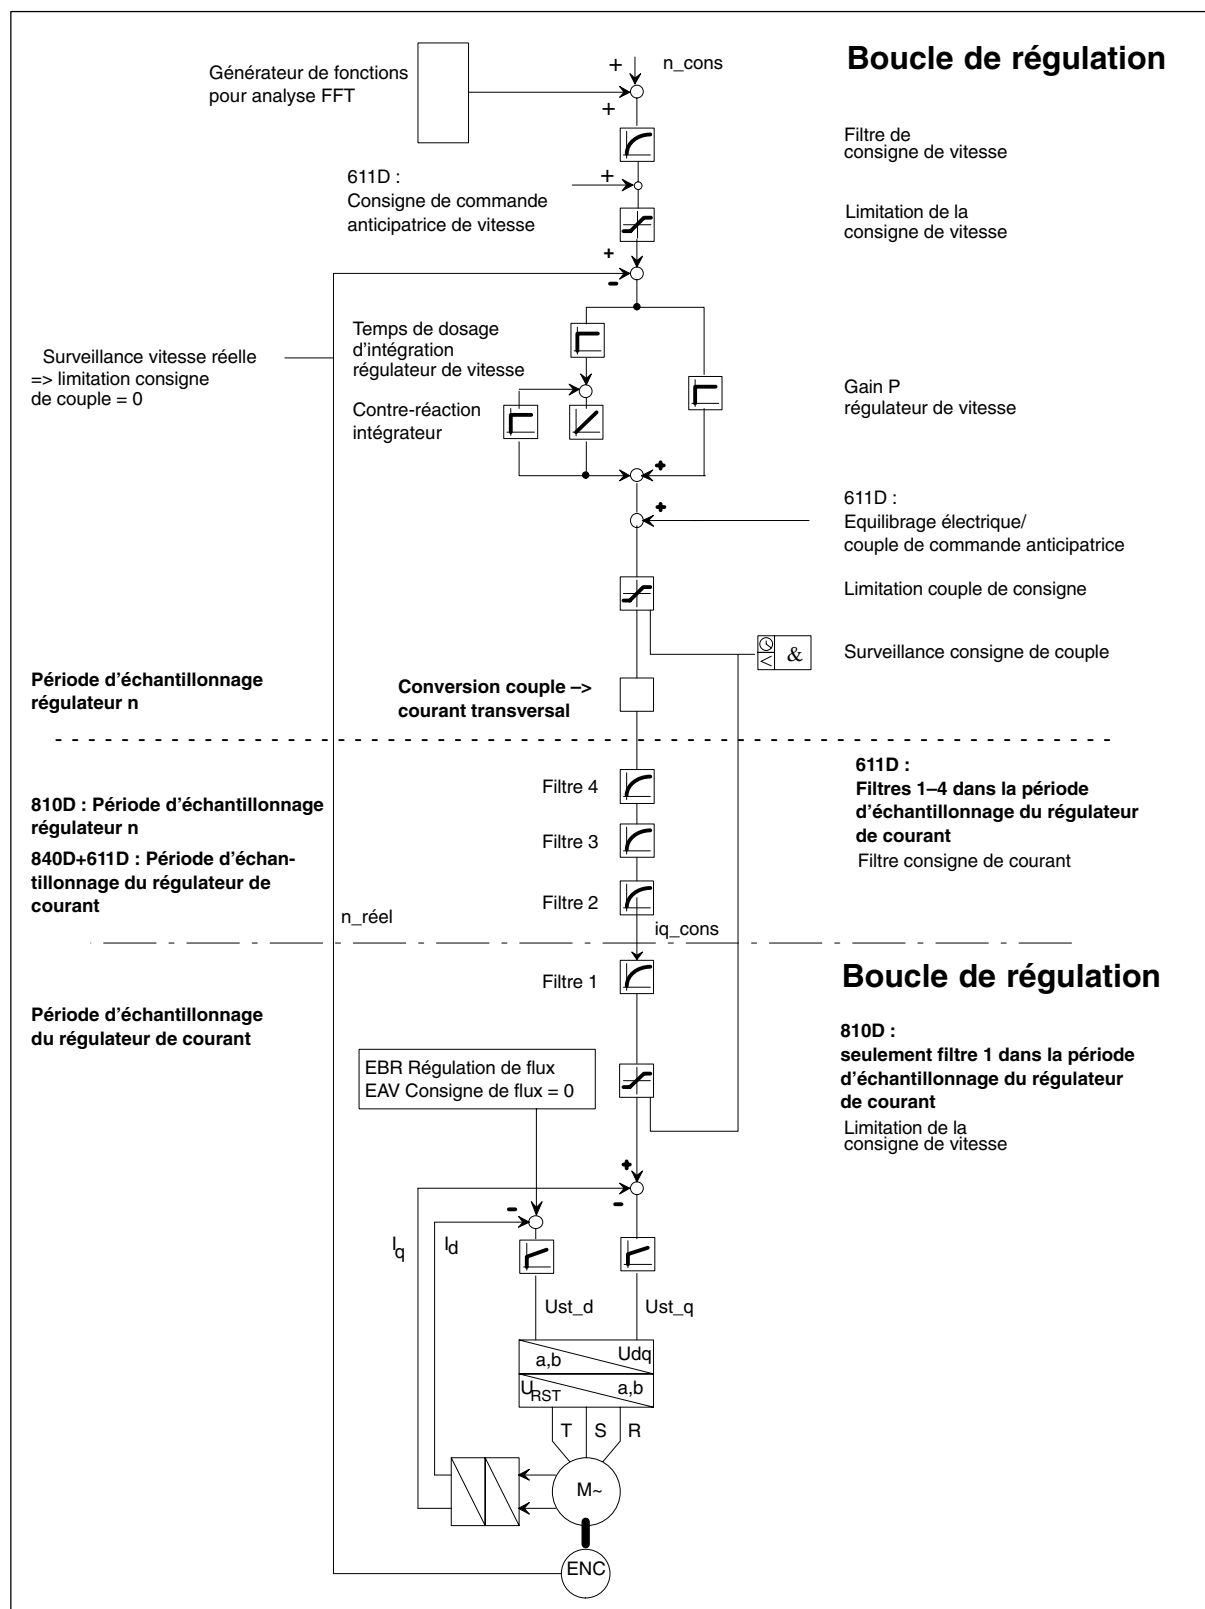 Boucle de régulation
n_cons
+
Générateur de fonctions
pour analyse FFT
+
Filtre de
consigne de vitesse
611D :
Consigne de commande
anticipatrice de vitesse
+
Limitation de la
consigne de vitesse
+
–
Surveillance vitesse réelle
=> limitation consigne
de couple = 0
Temps de dosage
d'intégration
régulateur de vitesse
Contre-réaction
intégrateur
Gain P
régulateur de vitesse
+
+
611D :
Equilibrage électrique/
couple de commande anticipatrice
Limitation couple de consigne
<
&
Surveillance consigne de couple
Période d'échantillonnage
régulateur n
Conversion couple –>
courant transversal
Filtre 4
611D :
Filtres 1–4 dans la période
d'échantillonnage du régulateur
de courant
Filtre consigne de courant
810D : Période d'échantillonnage
régulateur n
840D+611D : Période d'échan-
tillonnage du régulateur de
courant
Filtre 3
Filtre 2
n_réel
iq_cons
Filtre 1
Boucle de régulation
Période d'échantillonnage
du régulateur de courant
810D :
seulement filtre 1 dans la période
d'échantillonnage du régulateur
de courant
Limitation de la
consigne de vitesse
EBR Régulation de flux
EAV Consigne de flux = 0
+
–
–
Iq
Id
Ust_d
Ust_q
a,b
Udq
URST
a,b
T
S
R
M~
ENC